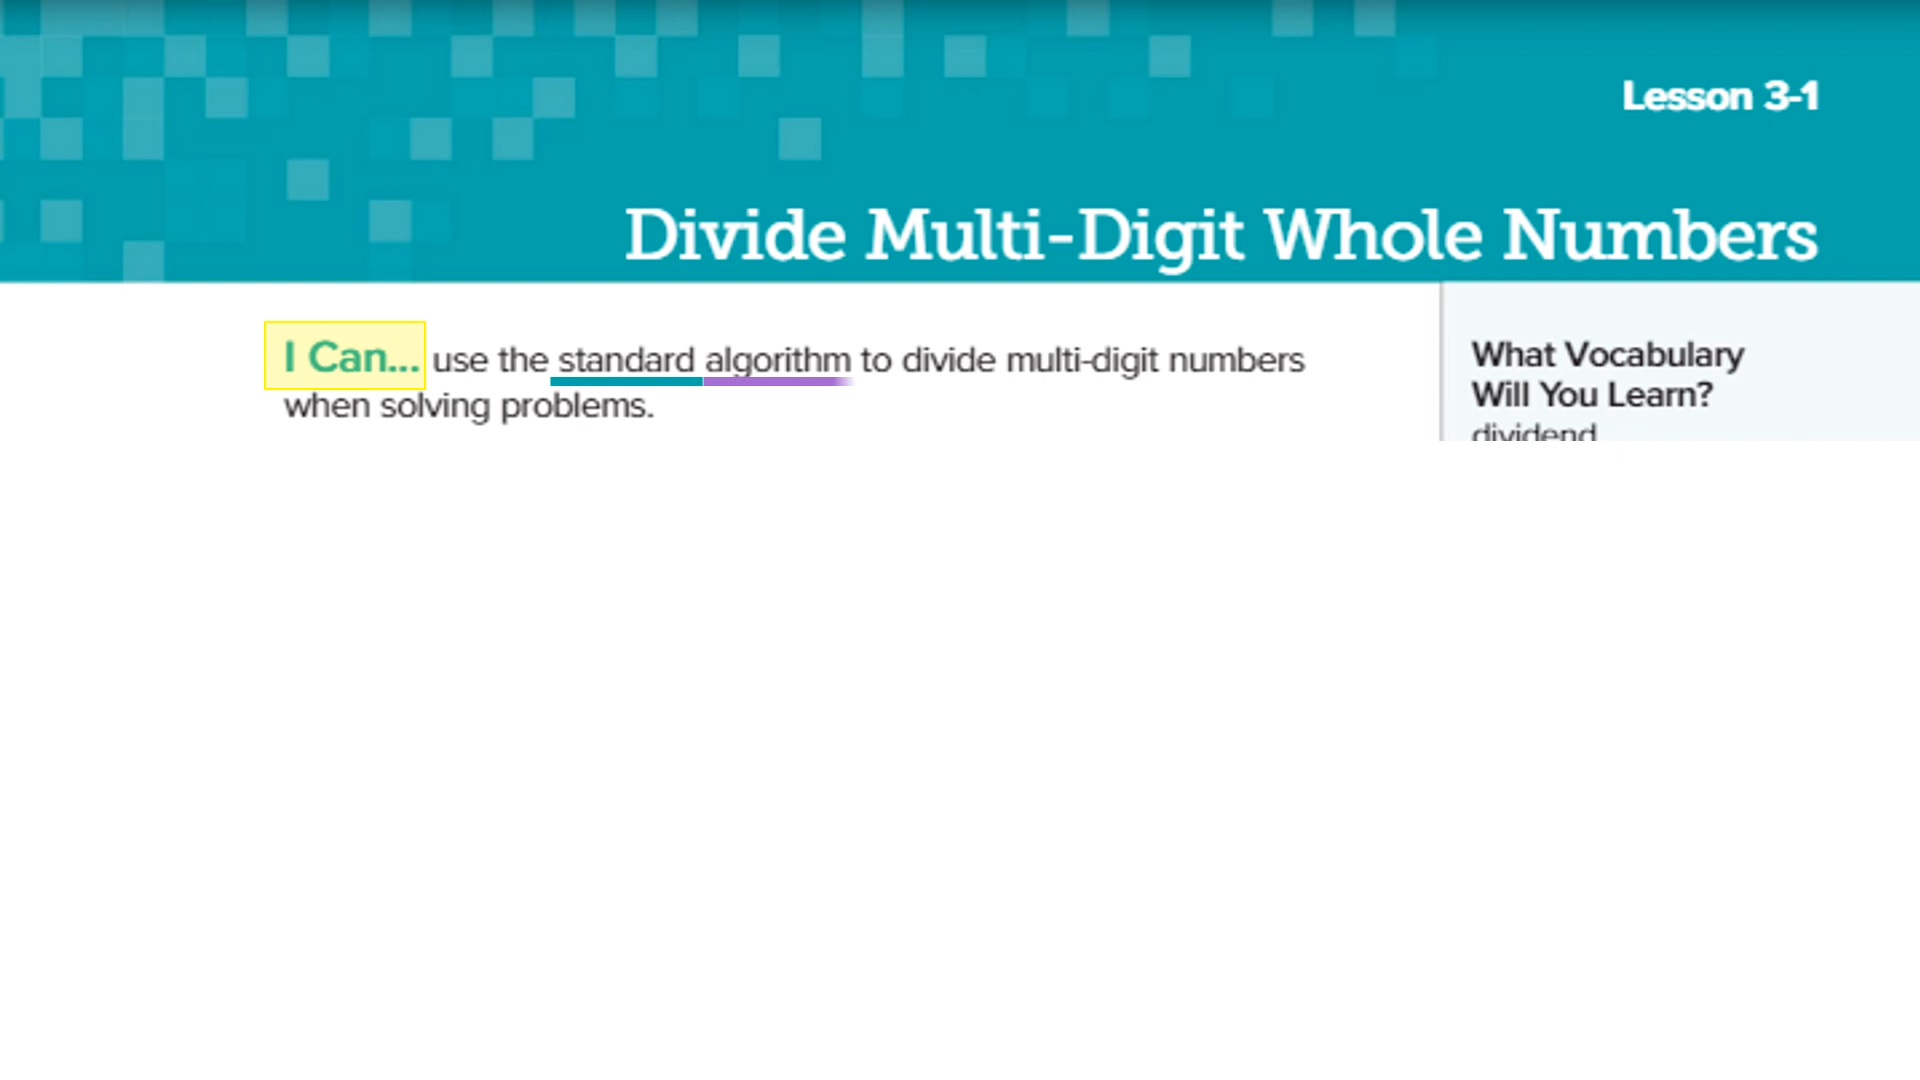 Lesson 3-1
Divide Multi-Digit Whole Numbers
I Can... use the standard algorithm to divide multi-digit numbers
when solving problems.
What Vocabulary
Will You Learn?
dividend